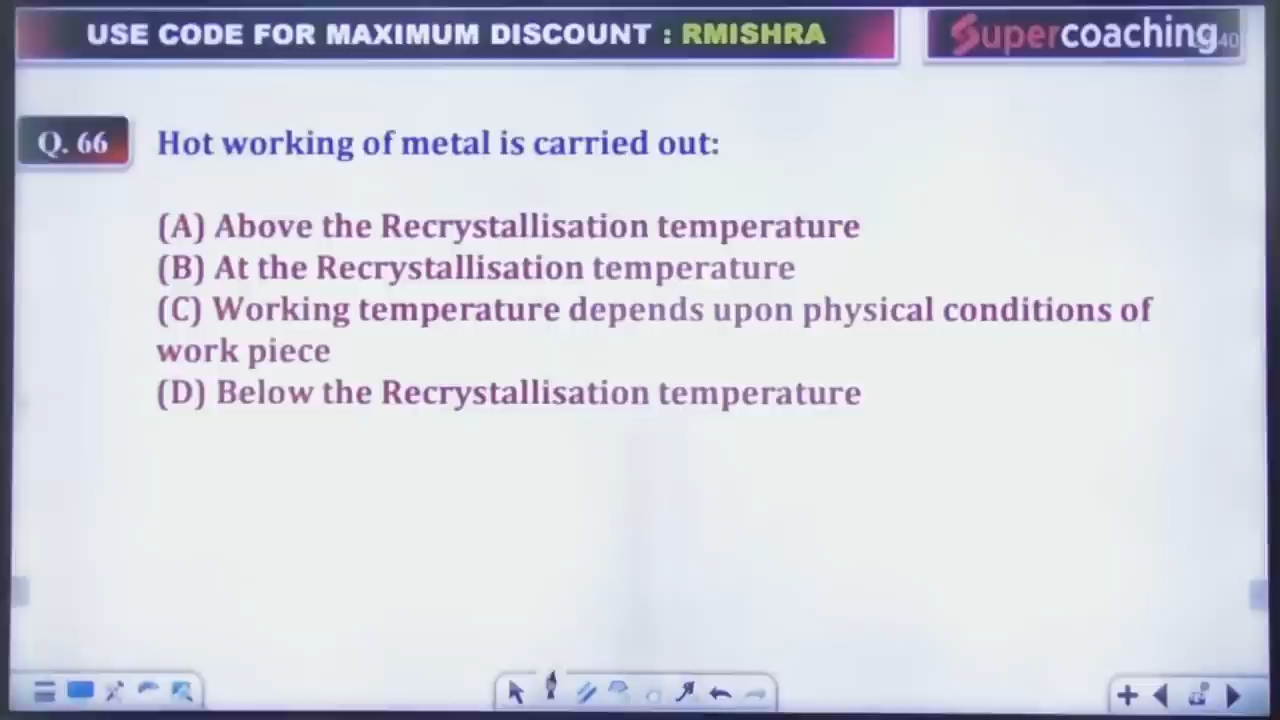 USE CODE FOR MAXIMUM DISCOUNT : RMISHRA
Supercoaching
Q. 66
Hot working of metal is carried out:
(A) Above the Recrystallisation temperature
(B) At the Recrystallisation temperature
(C) Working temperature depends upon physical conditions of
work piece
(D) Below the Recrystallisation temperature